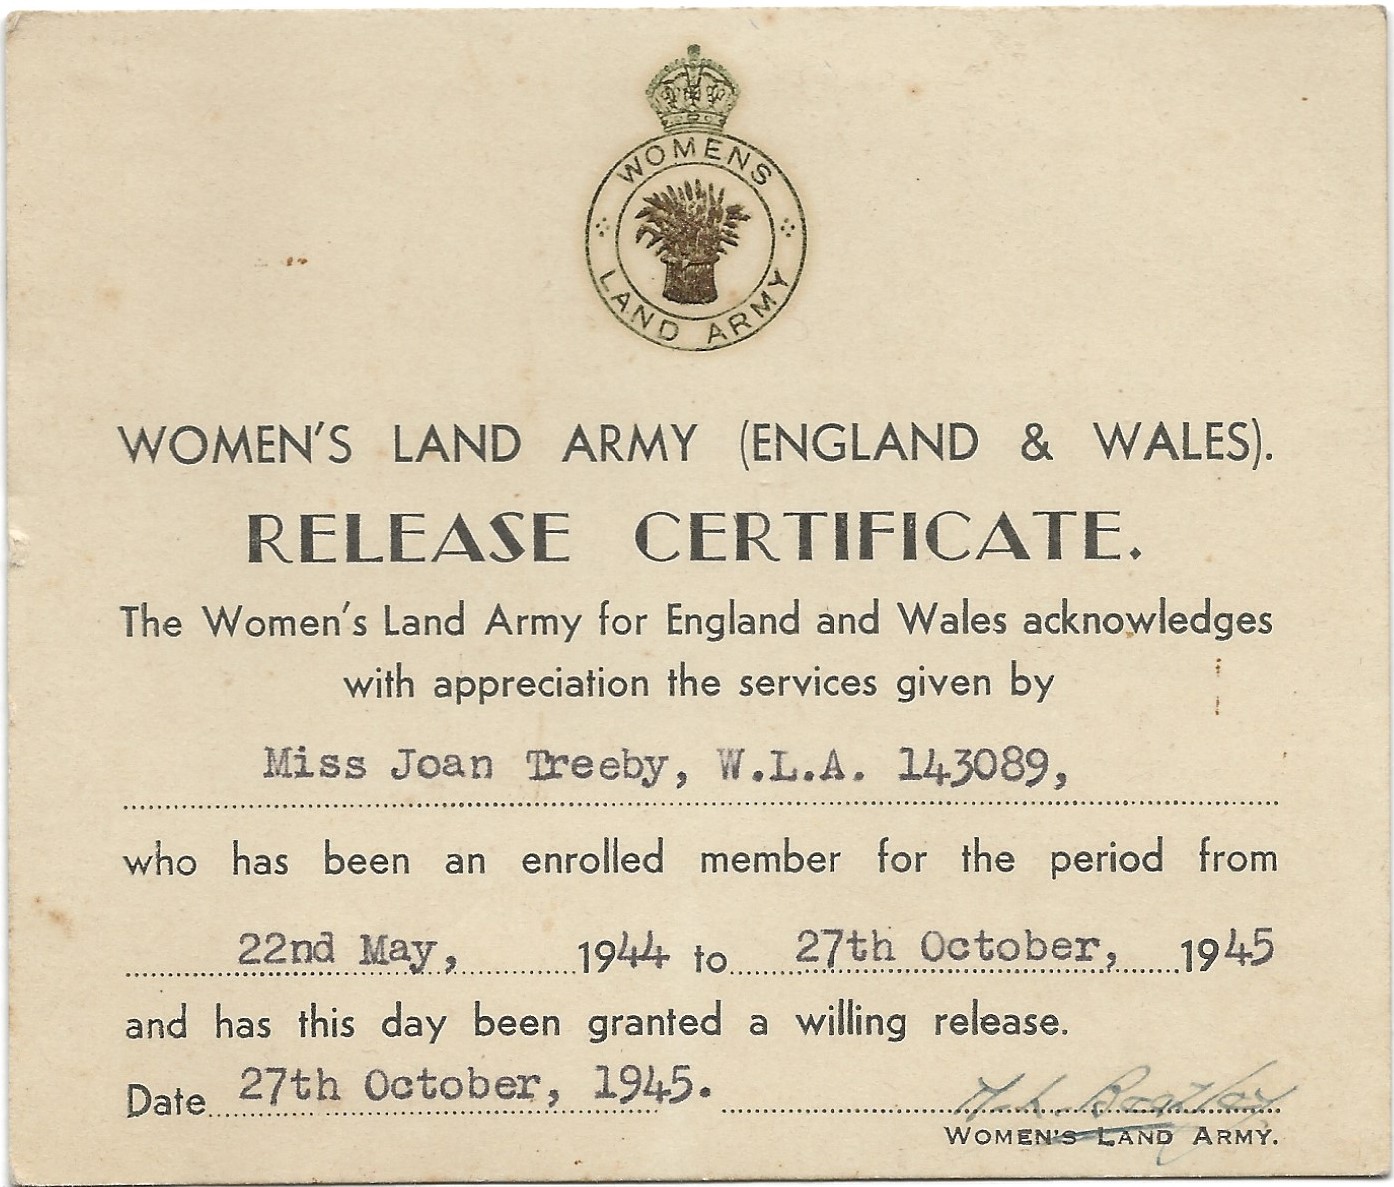 WOMENS
LAND ARMY
WOMEN'S LAND ARMY (ENGLAND & WALES).
RELEASE CERTIFICATE.
The Women's Land Army for England and Wales acknowledges
with appreciation the services given by
Miss Joan Treeby, W.L.A. 143089,
who has been an enrolled member for the period from
22nd May, 1944 to 27th October, 1945
and has this day been granted a willing release.
Date 27th October, 1945.
WOMEN'S LAND ARMY.